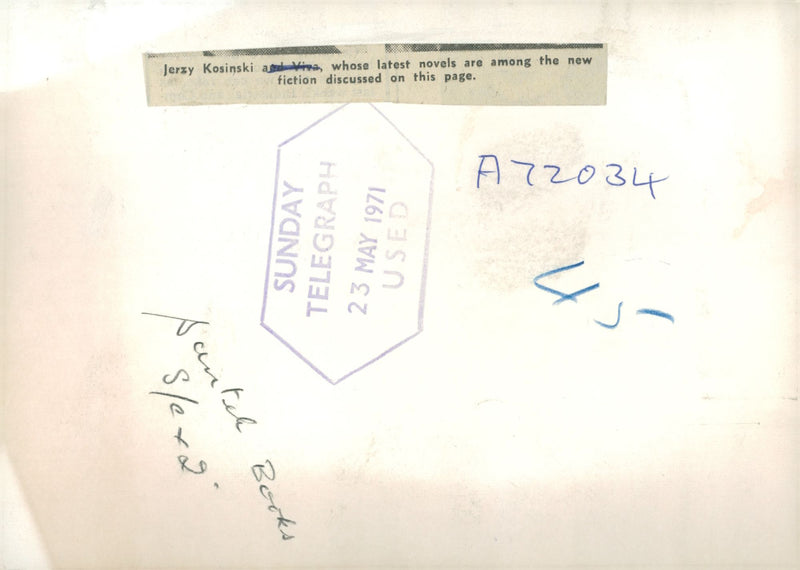 Jerzy Kosinski and Viva, whose latest novels are among the new
fiction discussed on this page.
SUNDAY
TELEGRAPH
23 MAY 1971
USED
A72034
Books